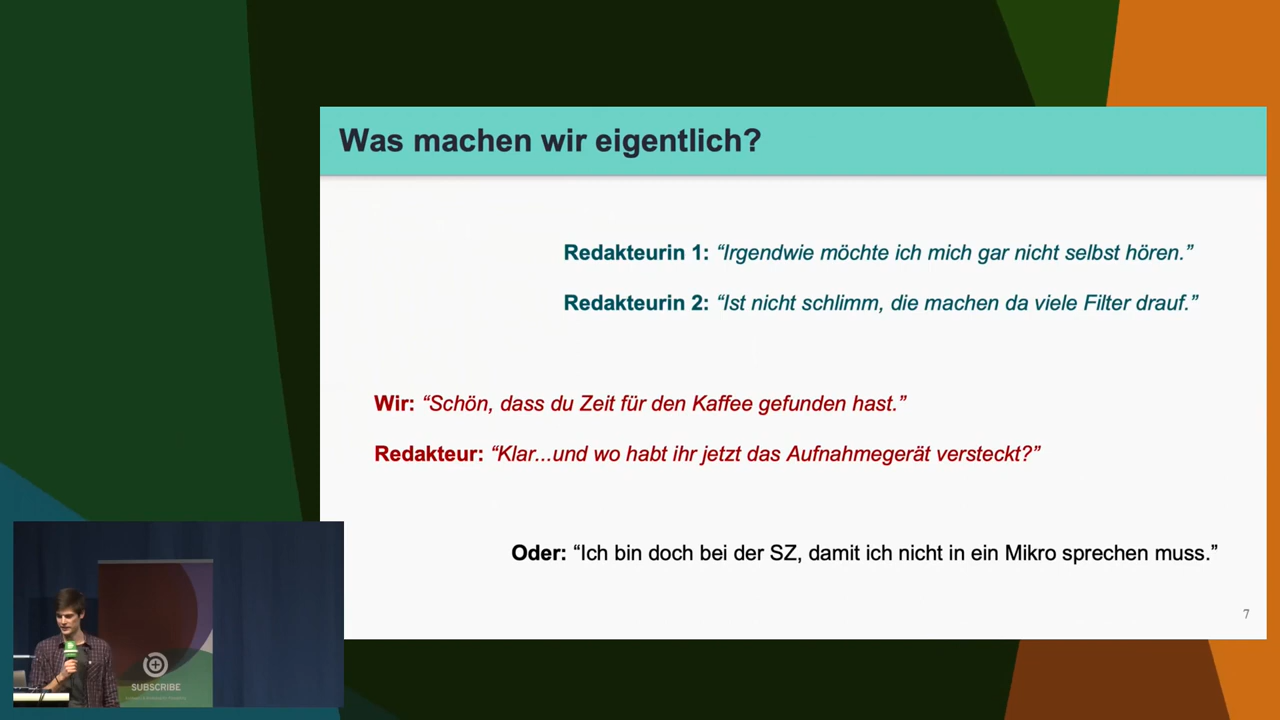 Was machen wir eigentlich?
Redakteurin 1: “Irgendwie möchte ich mich gar nicht selbst hören.”
Redakteurin 2: “Ist nicht schlimm, die machen da viele Filter drauf.”
Wir: “Schön, dass du Zeit für den Kaffee gefunden hast.”
Redakteur: “Klar...und wo habt ihr jetzt das Aufnahmegerät versteckt?”
Oder: “Ich bin doch bei der SZ, damit ich nicht in ein Mikro sprechen muss.”
7
SUBSCRIBE